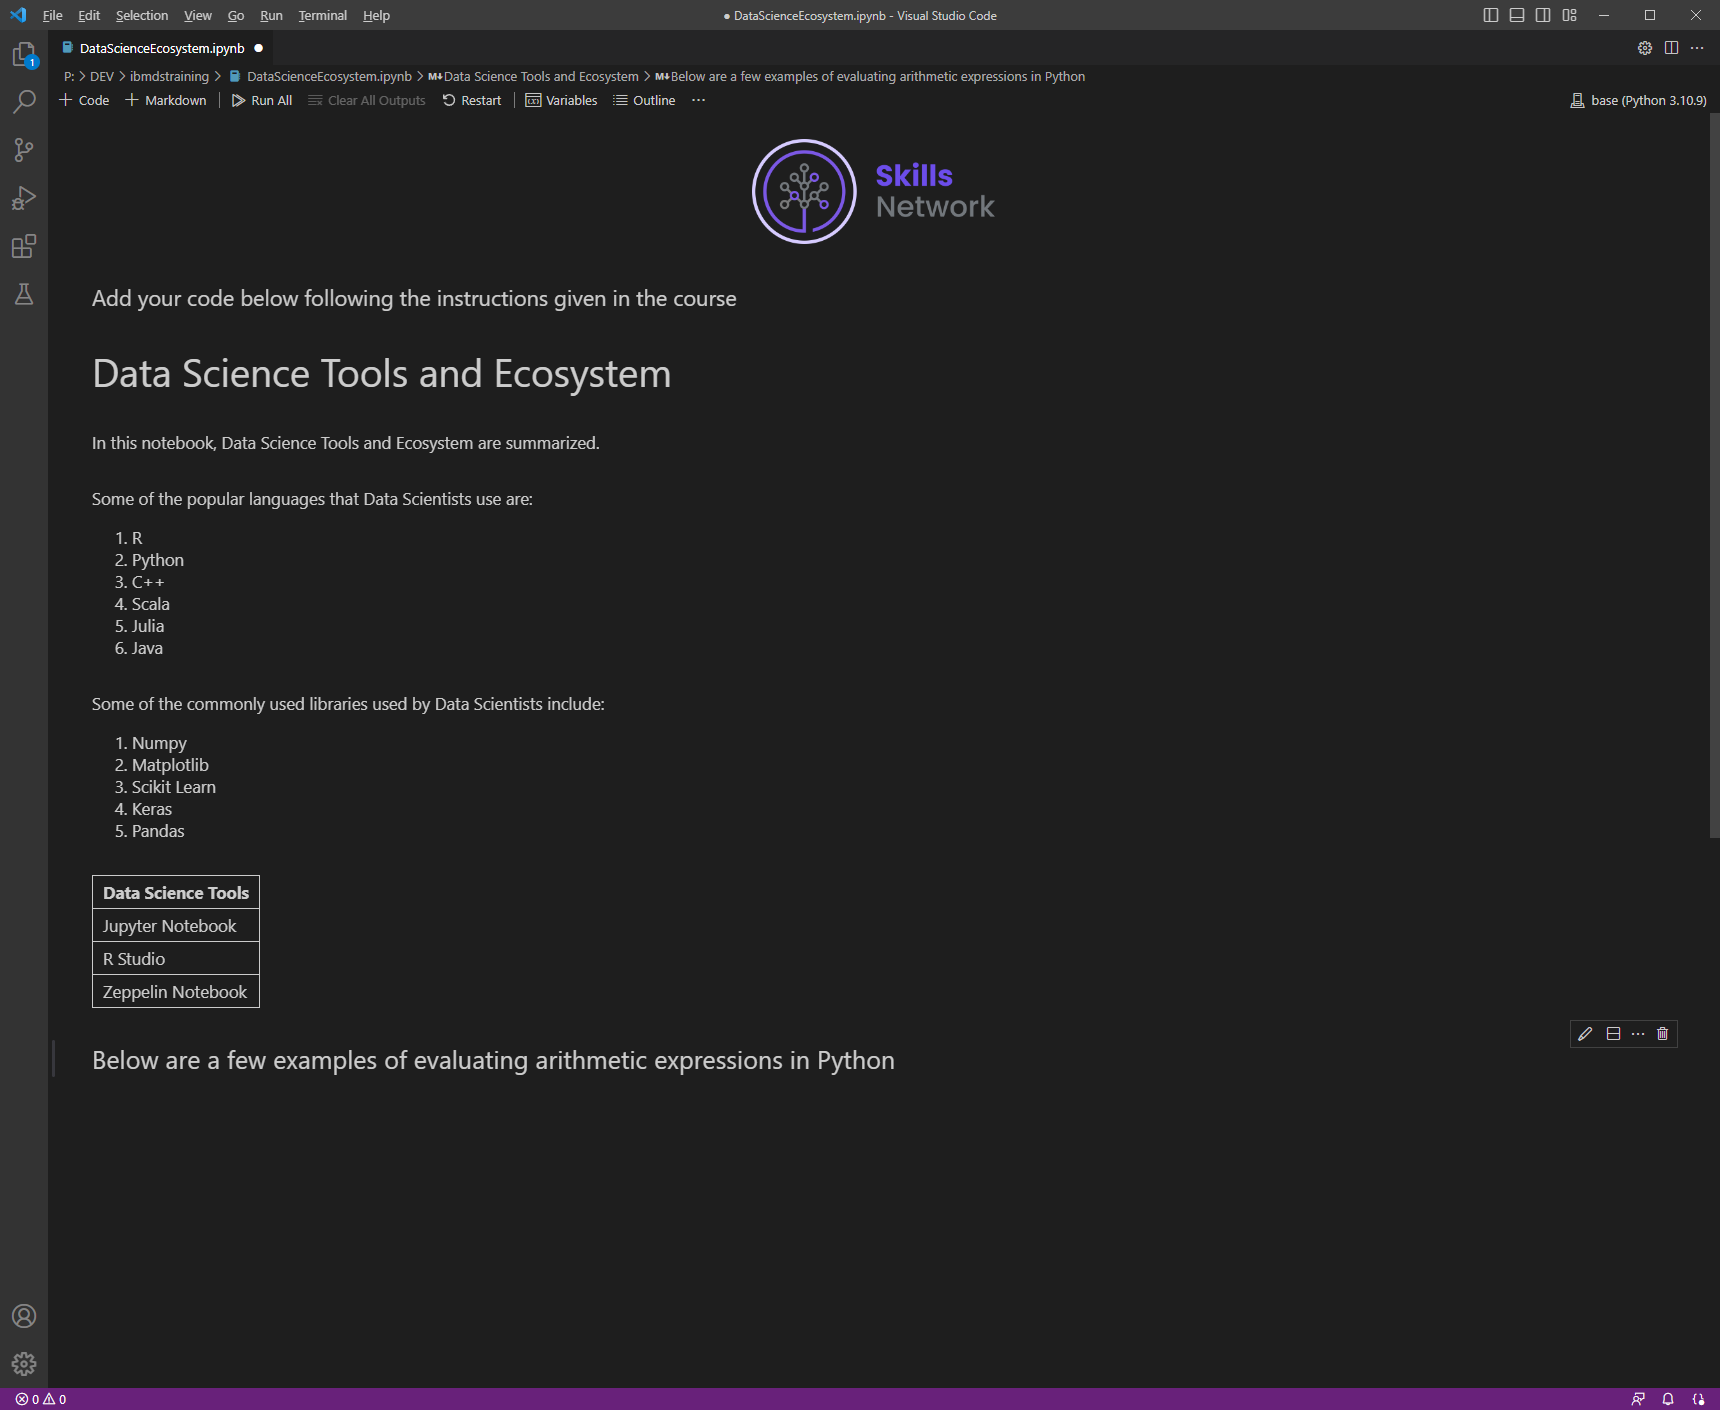 File Edit Selection View Go Run Terminal Help ● DataScienceEcosystem.ipynb - Visual Studio Code
DataScienceEcosystem.ipynb ●
P: > DEV > ibmdstraining > DataScienceEcosystem.ipynb > M↓Data Science Tools and Ecosystem > M↓Below are a few examples of evaluating arithmetic expressions in Python
+ Code + Markdown | Run All Clear All Outputs Restart | Variables Outline ··· base (Python 3.10.9)
1
Skills
Network
Add your code below following the instructions given in the course
Data Science Tools and Ecosystem
In this notebook, Data Science Tools and Ecosystem are summarized.
Some of the popular languages that Data Scientists use are:
1. R
2. Python
3. C++
4. Scala
5. Julia
6. Java
Some of the commonly used libraries used by Data Scientists include:
1. Numpy
2. Matplotlib
3. Scikit Learn
4. Keras
5. Pandas
Data Science Tools
Jupyter Notebook
R Studio
Zeppelin Notebook
Below are a few examples of evaluating arithmetic expressions in Python
0 0